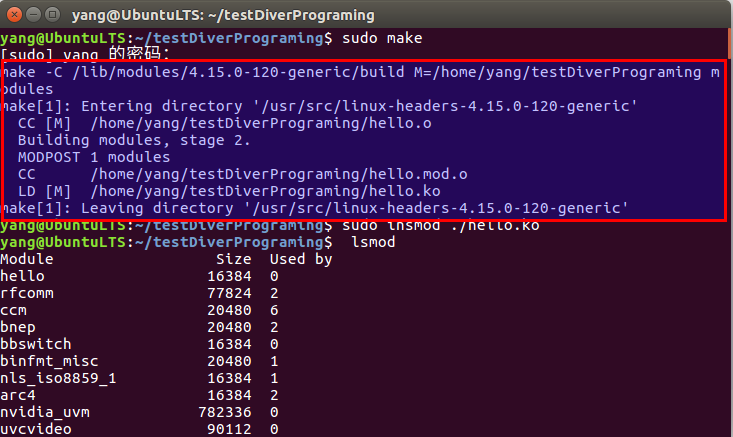 yang@UbuntuLTS: ~/testDiverPrograming
yang@UbuntuLTS:~/testDiverPrograming$ sudo make
[sudo] yang 的密码：
make -C /lib/modules/4.15.0-120-generic/build M=/home/yang/testDiverPrograming m
odules
make[1]: Entering directory '/usr/src/linux-headers-4.15.0-120-generic'
  CC [M]  /home/yang/testDiverPrograming/hello.o
  Building modules, stage 2.
  MODPOST 1 modules
  CC      /home/yang/testDiverPrograming/hello.mod.o
  LD [M]  /home/yang/testDiverPrograming/hello.ko
make[1]: Leaving directory '/usr/src/linux-headers-4.15.0-120-generic'
yang@UbuntuLTS:~/testDiverPrograming$ sudo insmod ./hello.ko
yang@UbuntuLTS:~/testDiverPrograming$  lsmod
Module                  Size  Used by
hello                  16384  0
rfcomm                 77824  2
ccm                    20480  6
bnep                   20480  2
bbswitch               16384  0
binfmt_misc            20480  1
nls_iso8859_1          16384  1
arc4                   16384  2
nvidia_uvm            782336  0
uvcvideo               90112  0